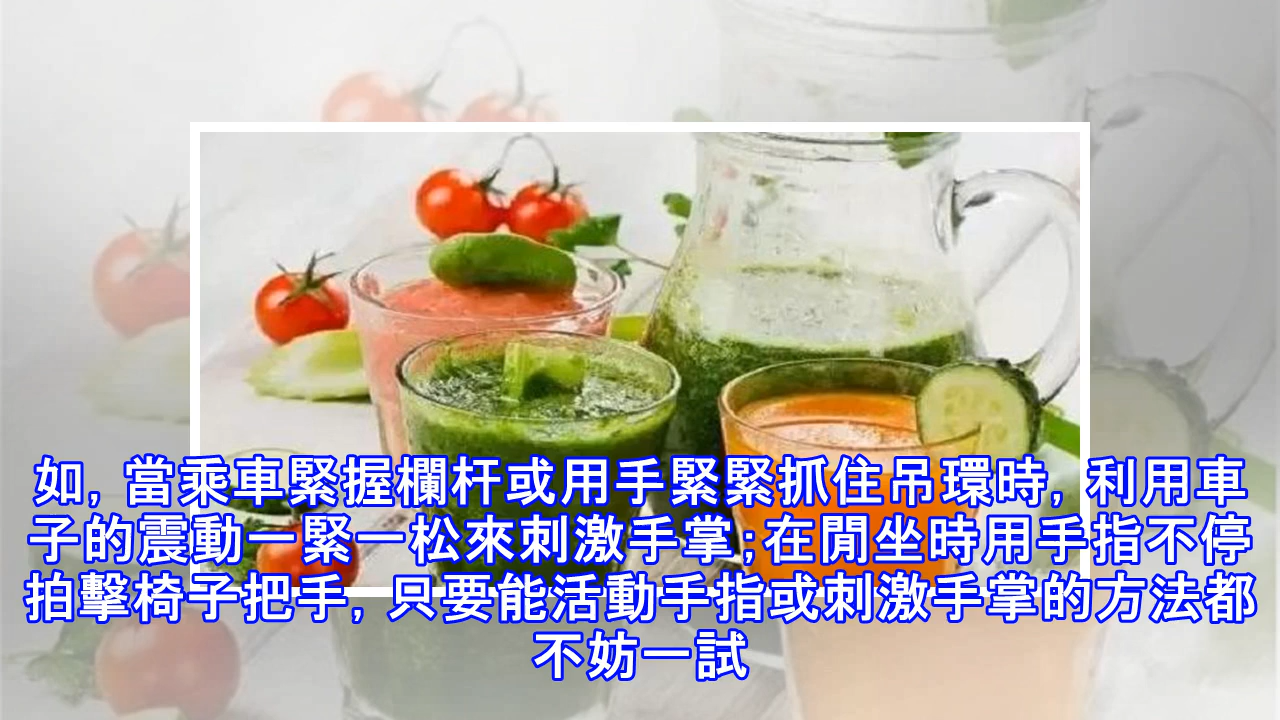 如，當乘車緊握欄杆或用手緊緊抓住吊環時，利用車
子的震動一緊一松來刺激手掌；在閒坐時用手指不停
拍擊椅子把手，只要能活動手指或刺激手掌的方法都
不妨一試